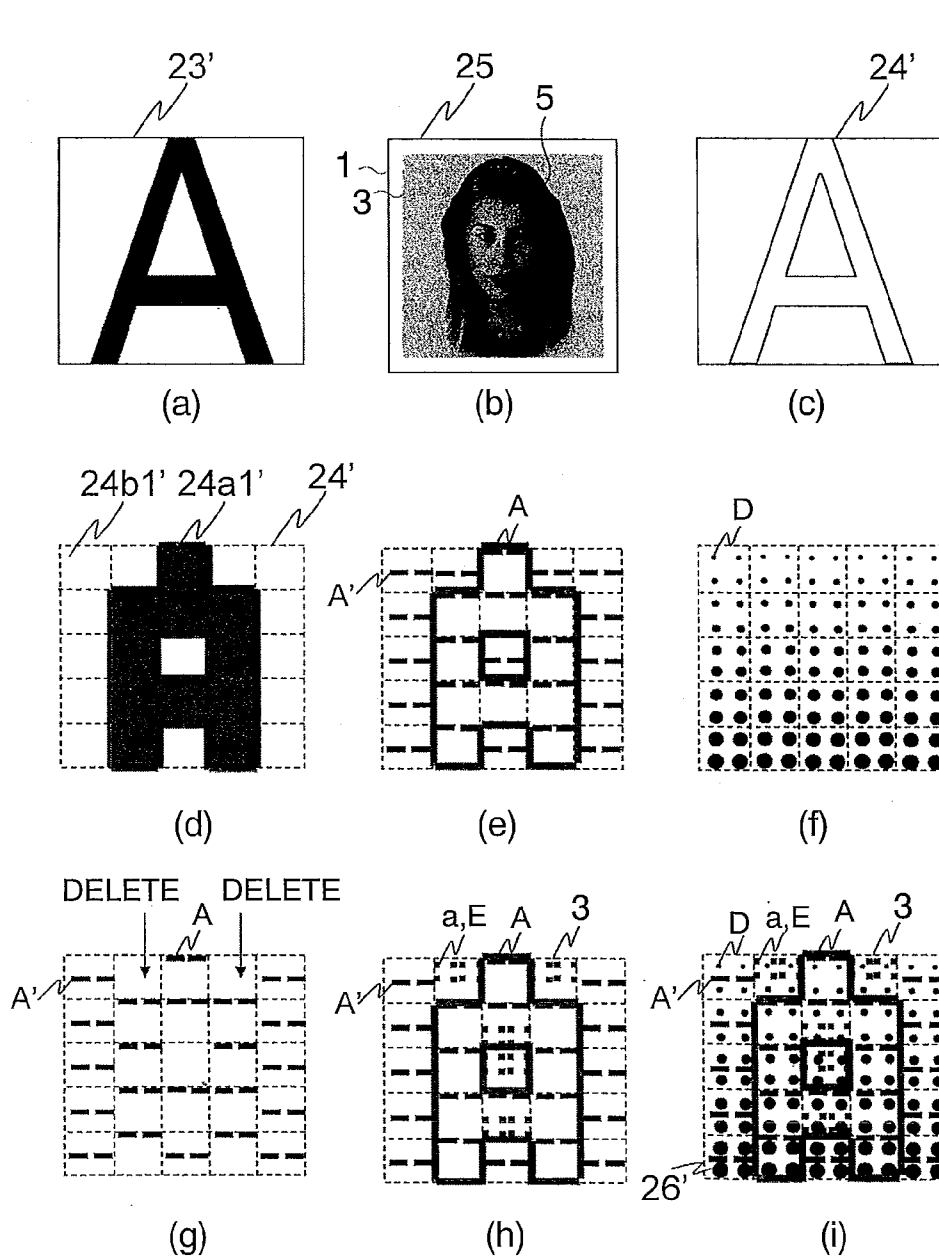 23’ 25 5 24’
1
3
A
(a) (b) (c)
24b1’ 24a1’ 24’ A D
A’
(d) (e) (f)
DELETE DELETE A a,E A 3 D a,E A 3
A’ A’ A’
26’
(g) (h) (i)